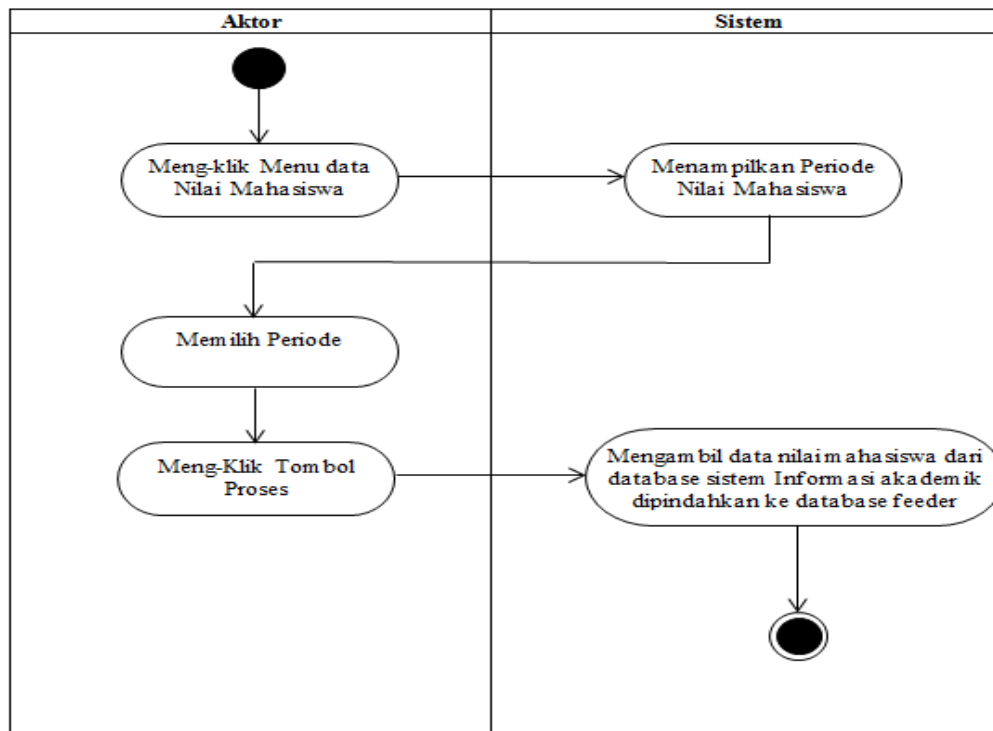 Aktor
Sistem
Meng-klik Menu data
Nilai Mahasiswa
Menampilkan Periode
Nilai Mahasiswa
Memilih Periode
Meng-Klik Tombol
Proses
Mengambil data nilai mahasiswa dari
database sistem Informasi akademik
dipindahkan ke database feeder